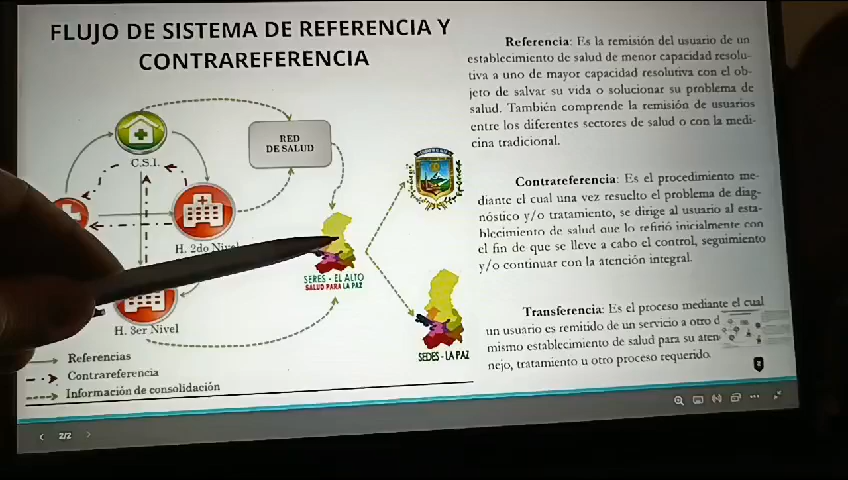 FLUJO DE SISTEMA DE REFERENCIA Y
CONTRAREFERENCIA
C.S.I.
RED
DE SALUD
H. 2do
H. 3er Nivel
SERES - EL ALTO
SALUD PARA LA PAZ
SEDES - LA PAZ
Referencias
Contrareferencia
Información de consolidación
Referencia: Es la remisión del usuario de un
establecimiento de salud de menor capacidad resolu-
tiva a uno de mayor capacidad resolutiva con el ob-
jeto de salvar su vida o solucionar su problema de
salud. También comprende la remisión de usuarios
entre los diferentes sectores de salud o con la medi-
cina tradicional.
Contrareferencia: Es el procedimiento me-
diante el cual una vez resuelto el problema de diag-
nóstico y/o tratamiento, se dirige al usuario al esta-
blecimiento de salud que lo refirió inicialmente con
el fin de que se lleve a cabo el control, seguimiento
y/o continuar con la atención integral.
Transferencia: Es el proceso mediante el cual
un usuario es remitido de un servicio a otro d
mismo establecimiento de salud para su aten
nejo, tratamiento u otro proceso requerido.
2/2